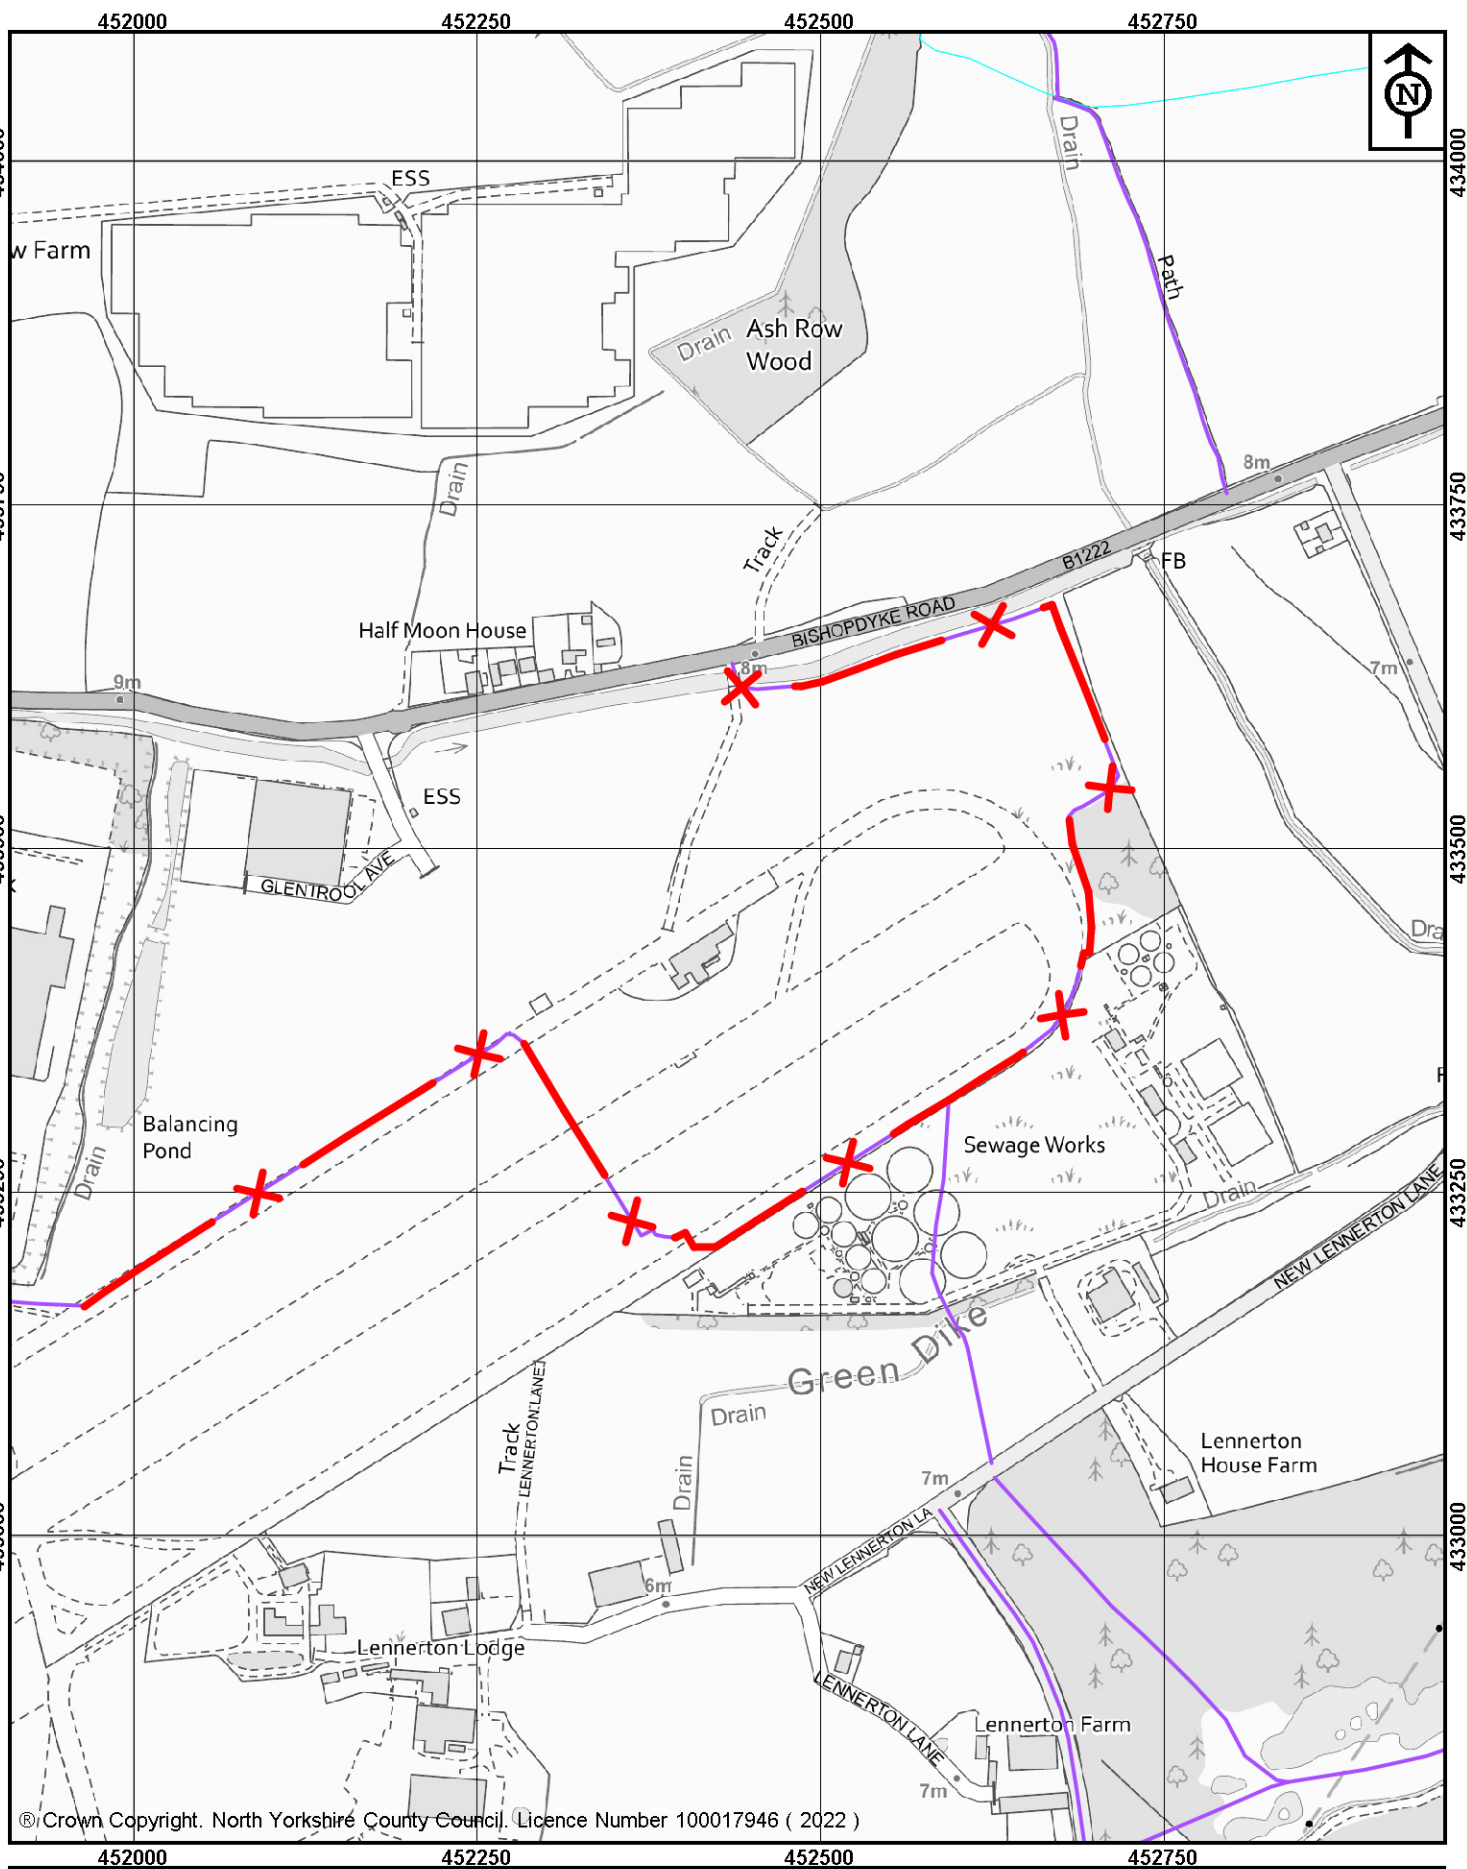 452000
452250
452500
452750
N
434000
434000
Drain
ESS
w Farm
Path
Ash Row
Wood
Drain
8m
433750
Drain
Track
B1222
FB
BISHOPDYKE ROAD
Half Moon House
8m
7m
9m
ESS
433500
GLENTROOL AVE
Dra
Balancing
Pond
Sewage Works
Drain
Drain
433250
NEW LENNERTON LANE
Green Dike
Drain
Track
LENNERTON LANE
Lennerton
House Farm
Drain
7m
433000
NEW LENNERTON LA
6m
Lennerton Lodge
LENNERTON LANE
Lennerton Farm
7m
® Crown Copyright. North Yorkshire County Council. Licence Number 100017946 ( 2022 )
452000
452250
452500
452750